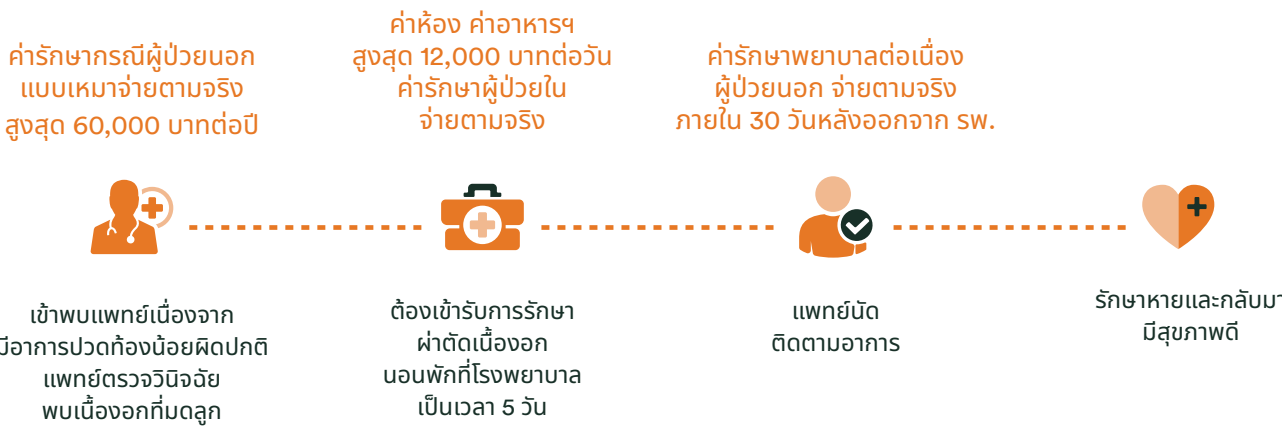 ค่ารักษากรณีผู้ป่วยนอก
แบบเหมาจ่ายตามจริง
สูงสุด 60,000 บาทต่อปี
ค่าห้อง ค่าอาหารฯ
สูงสุด 12,000 บาทต่อวัน
ค่ารักษาผู้ป่วยใน
จ่ายตามจริง
ค่ารักษาพยาบาลต่อเนื่อง
ผู้ป่วยนอก จ่ายตามจริง
ภายใน 30 วันหลังออกจาก รพ.
เข้าพบแพทย์เนื่องจาก
มีอาการปวดท้องน้อยผิดปกติ
แพทย์ตรวจวินิจฉัย
พบเนื้องอกที่มดลูก
ต้องเข้ารับการรักษา
ผ่าตัดเนื้องอก
นอนพักที่โรงพยาบาล
เป็นเวลา 5 วัน
แพทย์นัด
ติดตามอาการ
รักษาหายและกลับมา
มีสุขภาพดี